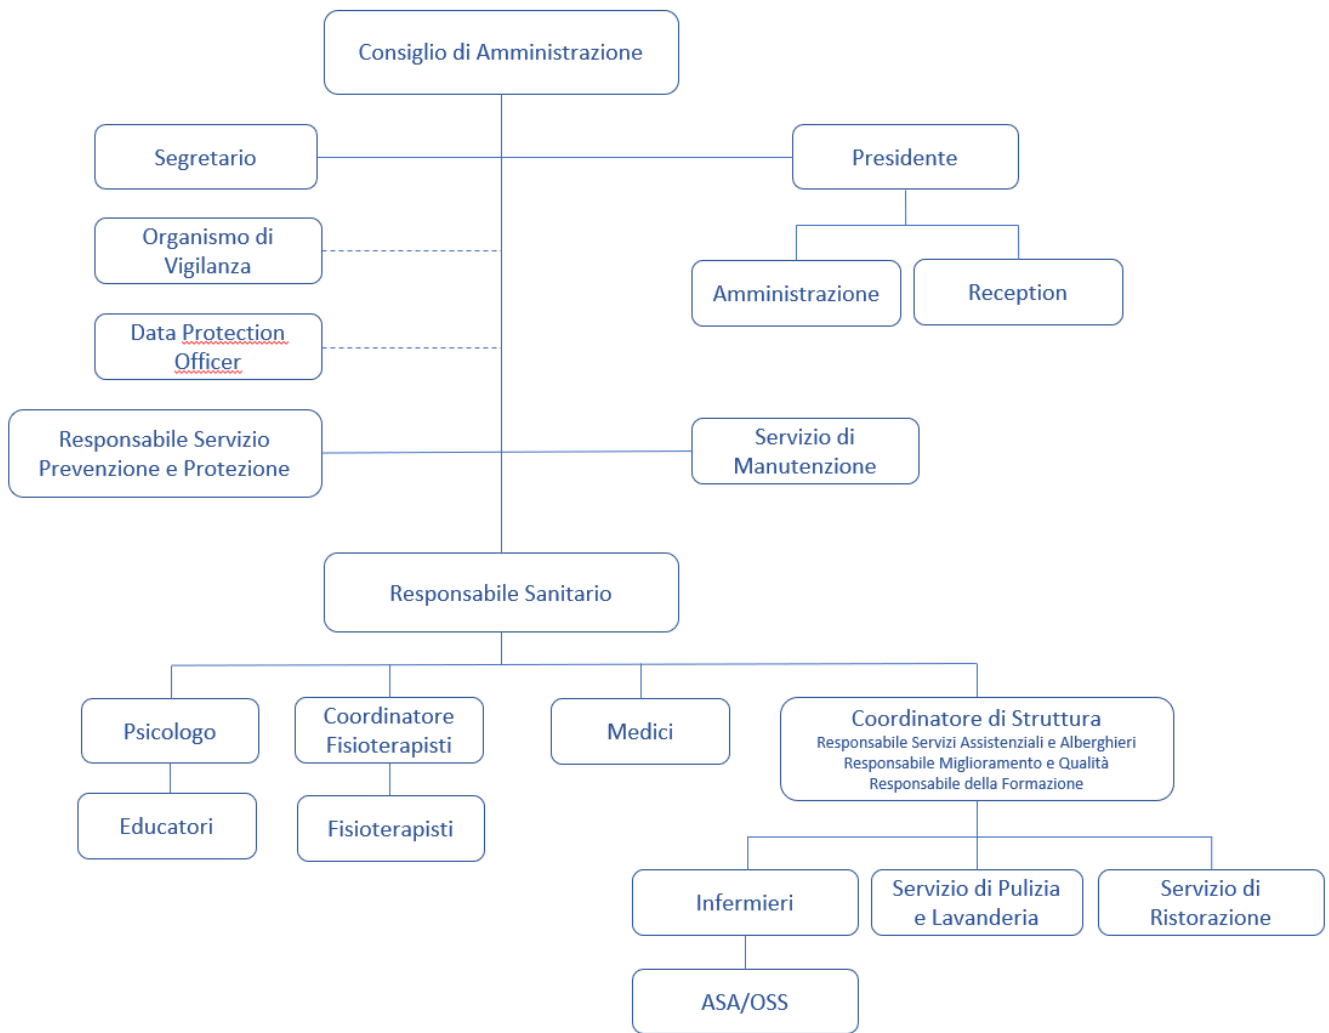 Consiglio di Amministrazione
Segretario
Presidente
Organismo di
Vigilanza
Amministrazione
Reception
Data Protection
Officer
Responsabile Servizio
Prevenzione e Protezione
Servizio di
Manutenzione
Responsabile Sanitario
Psicologo
Coordinatore
Fisioterapisti
Medici
Coordinatore di Struttura
Responsabile Servizi Assistenziali e Alberghieri
Responsabile Miglioramento e Qualità
Responsabile della Formazione
Educatori
Fisioterapisti
Infermieri
Servizio di Pulizia
e Lavanderia
Servizio di
Ristorazione
ASA/OSS